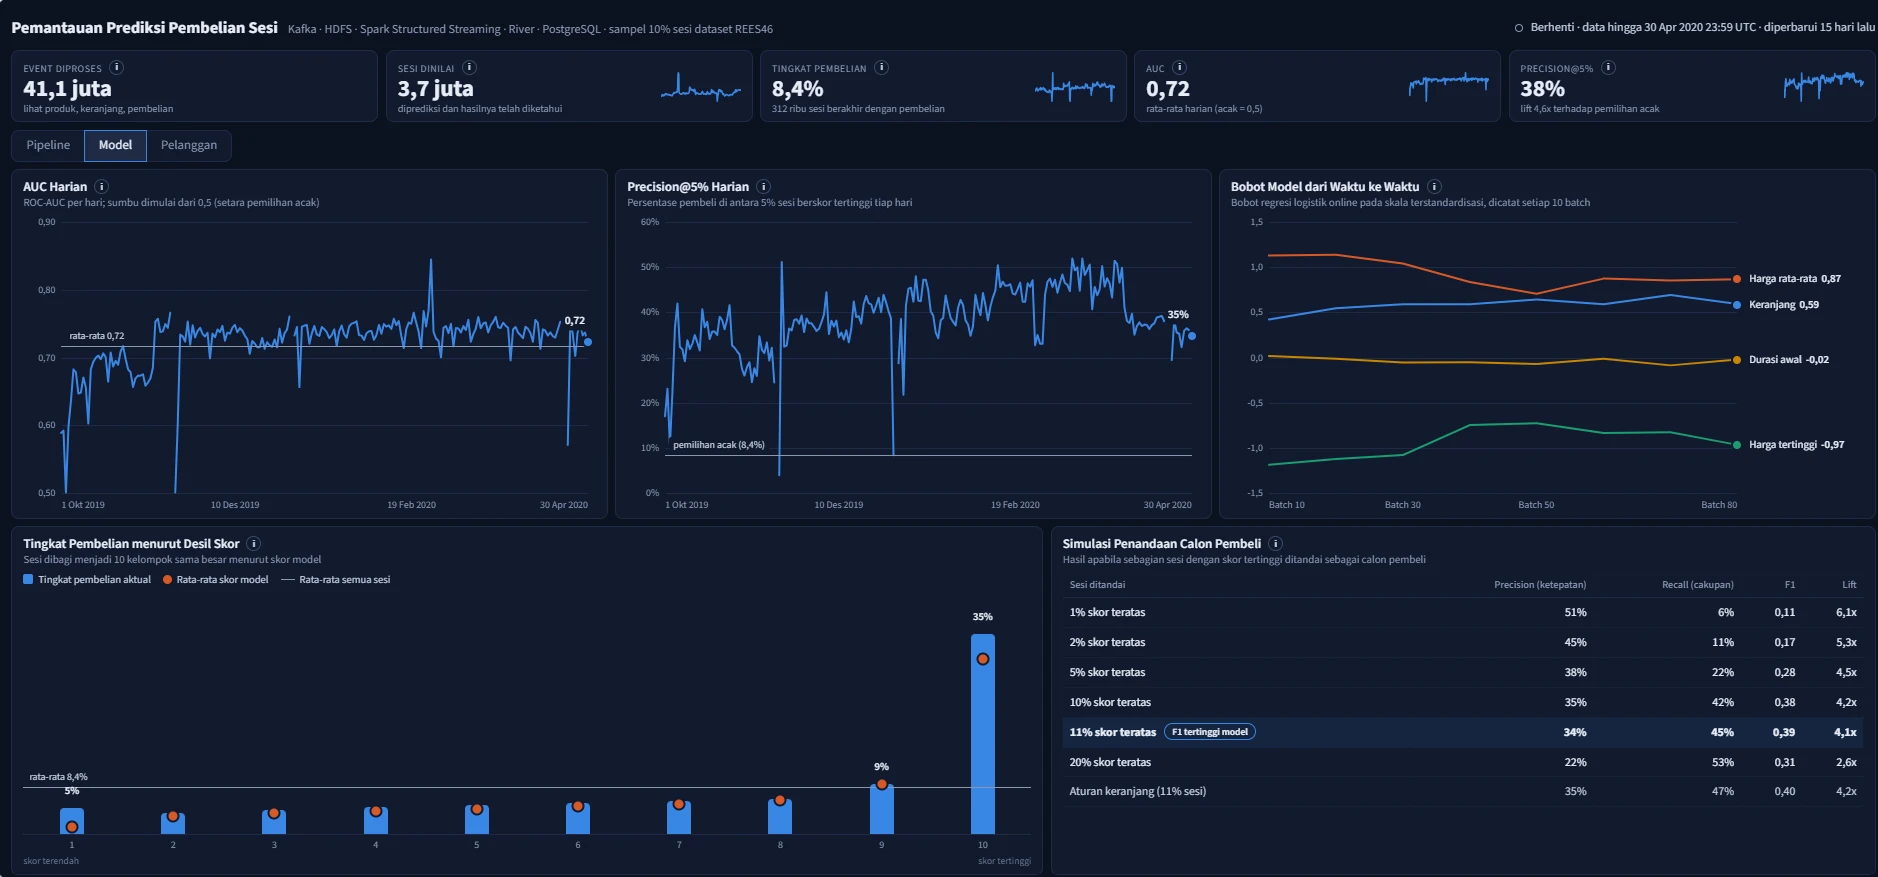 Pemantauan Prediksi Pembelian Sesi Kafka · HDFS · Spark Structured Streaming · River · PostgreSQL · sampel 10% sesi dataset REES46
Berhenti · data hingga 30 Apr 2020 23:59 UTC · diperbarui 15 hari lalu
EVENT DIPROSES i
41,1 juta
lihat produk, keranjang, pembelian
SESI DINILAI i
3,7 juta
diprediksi dan hasilnya telah diketahui
TINGKAT PEMBELIAN i
8,4%
312 ribu sesi berakhir dengan pembelian
AUC i
0,72
rata-rata harian (acak = 0,5)
PRECISION@5% i
38%
lift 4,6x terhadap pemilihan acak
Pipeline Model Pelanggan
AUC Harian i
ROC-AUC per hari; sumbu dimulai dari 0,5 (setara pemilihan acak)
0,90
0,80
0,70
0,60
0,50
rata-rata 0,72
0,72
1 Okt 2019 10 Des 2019 19 Feb 2020 30 Apr 2020
Precision@5% Harian i
Persentase pembeli di antara 5% sesi berskor tertinggi tiap hari
60%
50%
40%
30%
20%
10%
0%
35%
pemilihan acak (8,4%)
1 Okt 2019 10 Des 2019 19 Feb 2020 30 Apr 2020
Bobot Model dari Waktu ke Waktu i
Bobot regresi logistik online pada skala terstandardisasi, dicatat setiap 10 batch
1,5
1,0
0,5
0,0
-0,5
-1,0
-1,5
Harga rata-rata 0,87
Keranjang 0,59
Durasi awal -0,02
Harga tertinggi -0,97
Batch 10 Batch 30 Batch 50 Batch 80
Tingkat Pembelian menurut Desil Skor i
Sesi dibagi menjadi 10 kelompok sama besar menurut skor model
Tingkat pembelian aktual Rata-rata skor model Rata-rata semua sesi
35%
9%
rata-rata 8,4%
5%
1 2 3 4 5 6 7 8 9 10
skor terendah skor tertinggi
Simulasi Penandaan Calon Pembeli i
Hasil apabila sebagian sesi dengan skor tertinggi ditandai sebagai calon pembeli
Sesi ditandai Precision (ketepatan) Recall (cakupan) F1 Lift
1% skor teratas 51% 6% 0,11 6,1x
2% skor teratas 45% 11% 0,17 5,3x
5% skor teratas 38% 22% 0,28 4,5x
10% skor teratas 35% 42% 0,38 4,2x
11% skor teratas F1 tertinggi model 34% 45% 0,39 4,1x
20% skor teratas 22% 53% 0,31 2,6x
Aturan keranjang (11% sesi) 35% 47% 0,40 4,2x